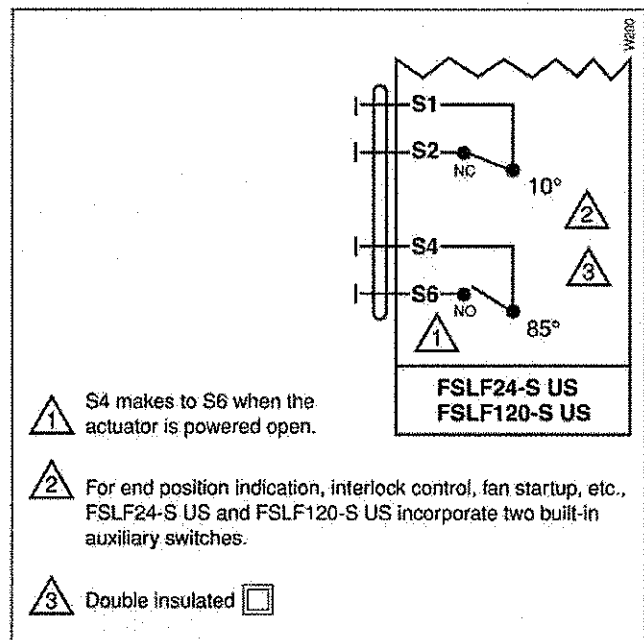 W280
S1
S2
NC
10°
2
S4
3
S6
NO
85°
1
FSLF24-S US
FSLF120-S US
1 S4 makes to S6 when the
actuator is powered open.
2 For end position indication, interlock control, fan startup, etc.,
FSLF24-S US and FSLF120-S US incorporate two built-in
auxiliary switches.
3 Double insulated